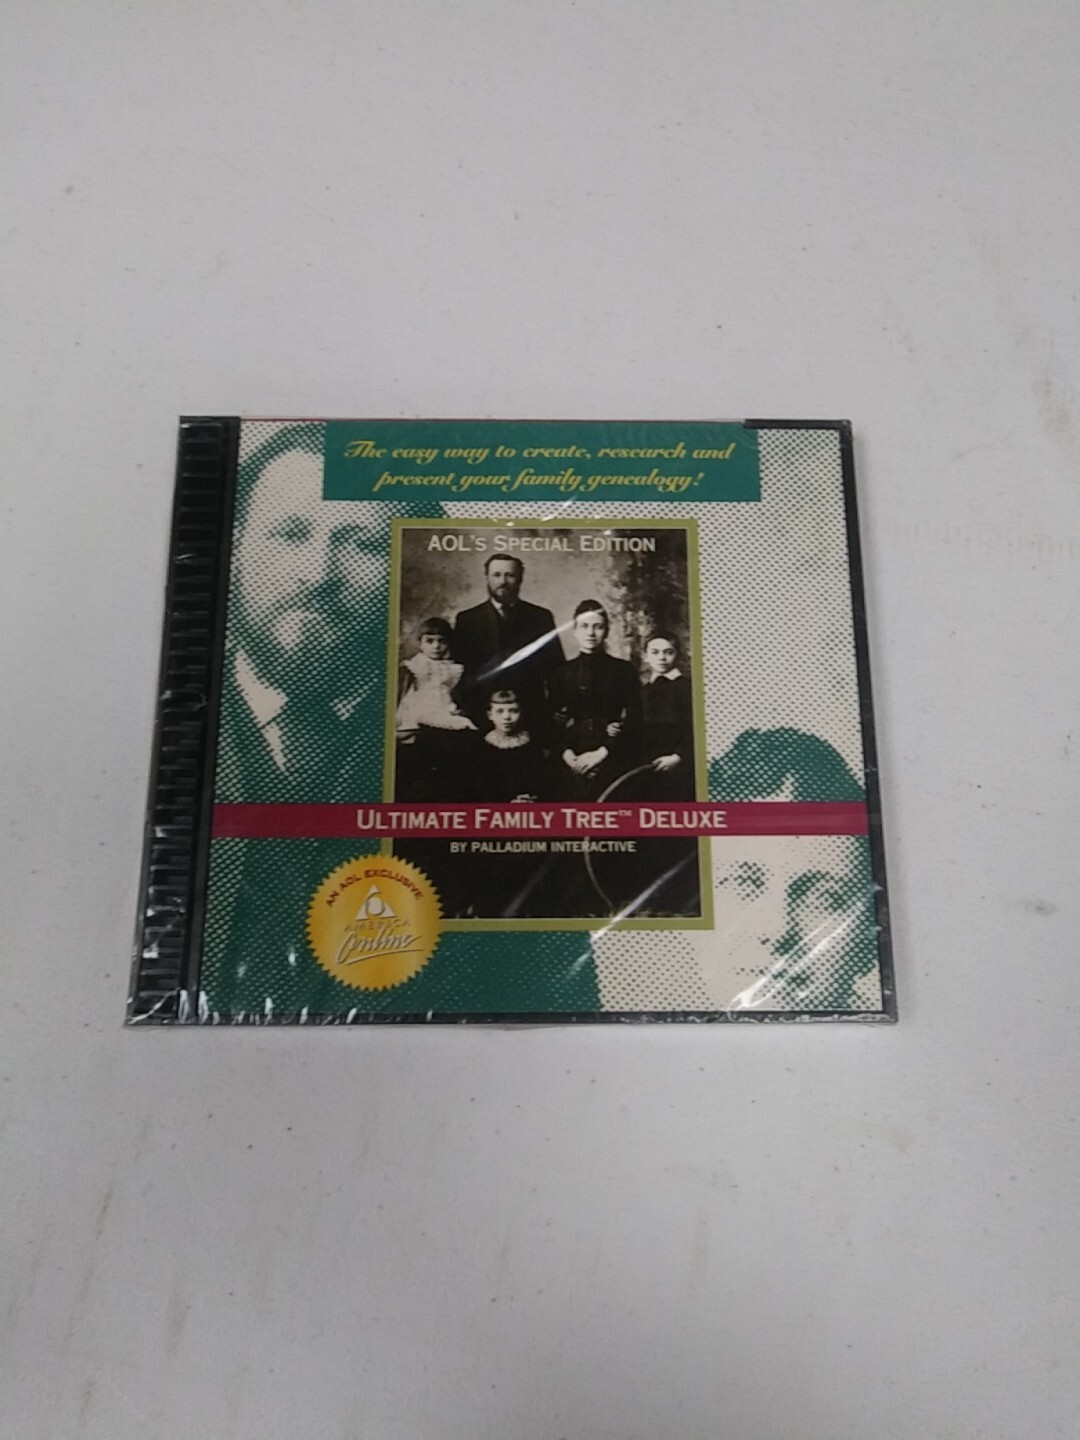 The easy way to create, research and
present your family genealogy!
AOL's SPECIAL EDITION
ULTIMATE FAMILY TREE™ DELUXE
BY PALLADIUM INTERACTIVE
AN AOL EXCLUSIVE
AMERICA
Online